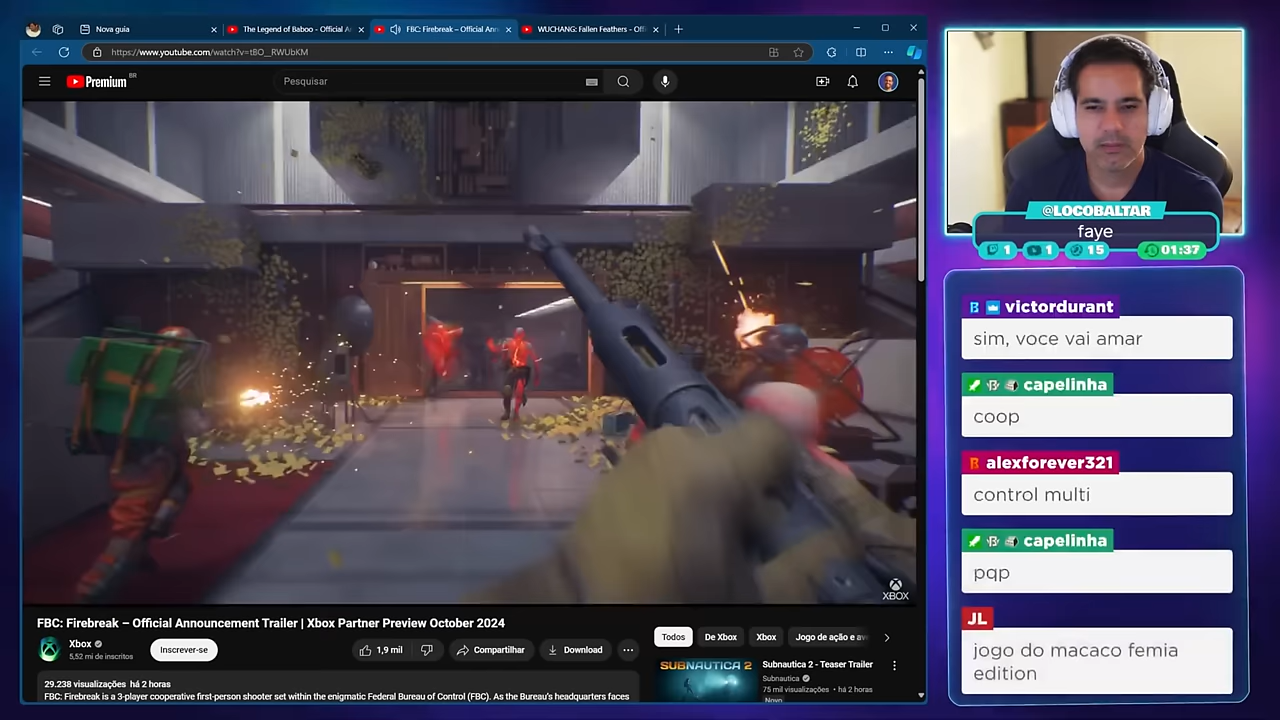 Nova guia
The Legend of Baboo - Official A
FBC: Firebreak – Official Ann
WUCHANG: Fallen Feathers - Offi
https://www.youtube.com/watch?v=tBO__RWUbKM
Premium BR
Pesquisar
XBOX
FBC: Firebreak – Official Announcement Trailer | Xbox Partner Preview October 2024
Xbox
5,52 mi de inscritos
Inscrever-se
1,9 mil
Compartilhar
Download
29.238 visualizações há 2 horas
FBC: Firebreak is a 3-player cooperative first-person shooter set within the enigmatic Federal Bureau of Control (FBC). As the Bureau's headquarters faces
Todos
De Xbox
Xbox
Jogo de ação e av
SUBNAUTICA 2
Subnautica 2 - Teaser Trailer
Subnautica
75 mil visualizações • há 2 horas
Novo
@LOCOBALTAR
faye
1
1
15
01:37
victordurant
sim, voce vai amar
capelinha
coop
alexforever321
control multi
capelinha
pqp
JL
jogo do macaco femia
edition